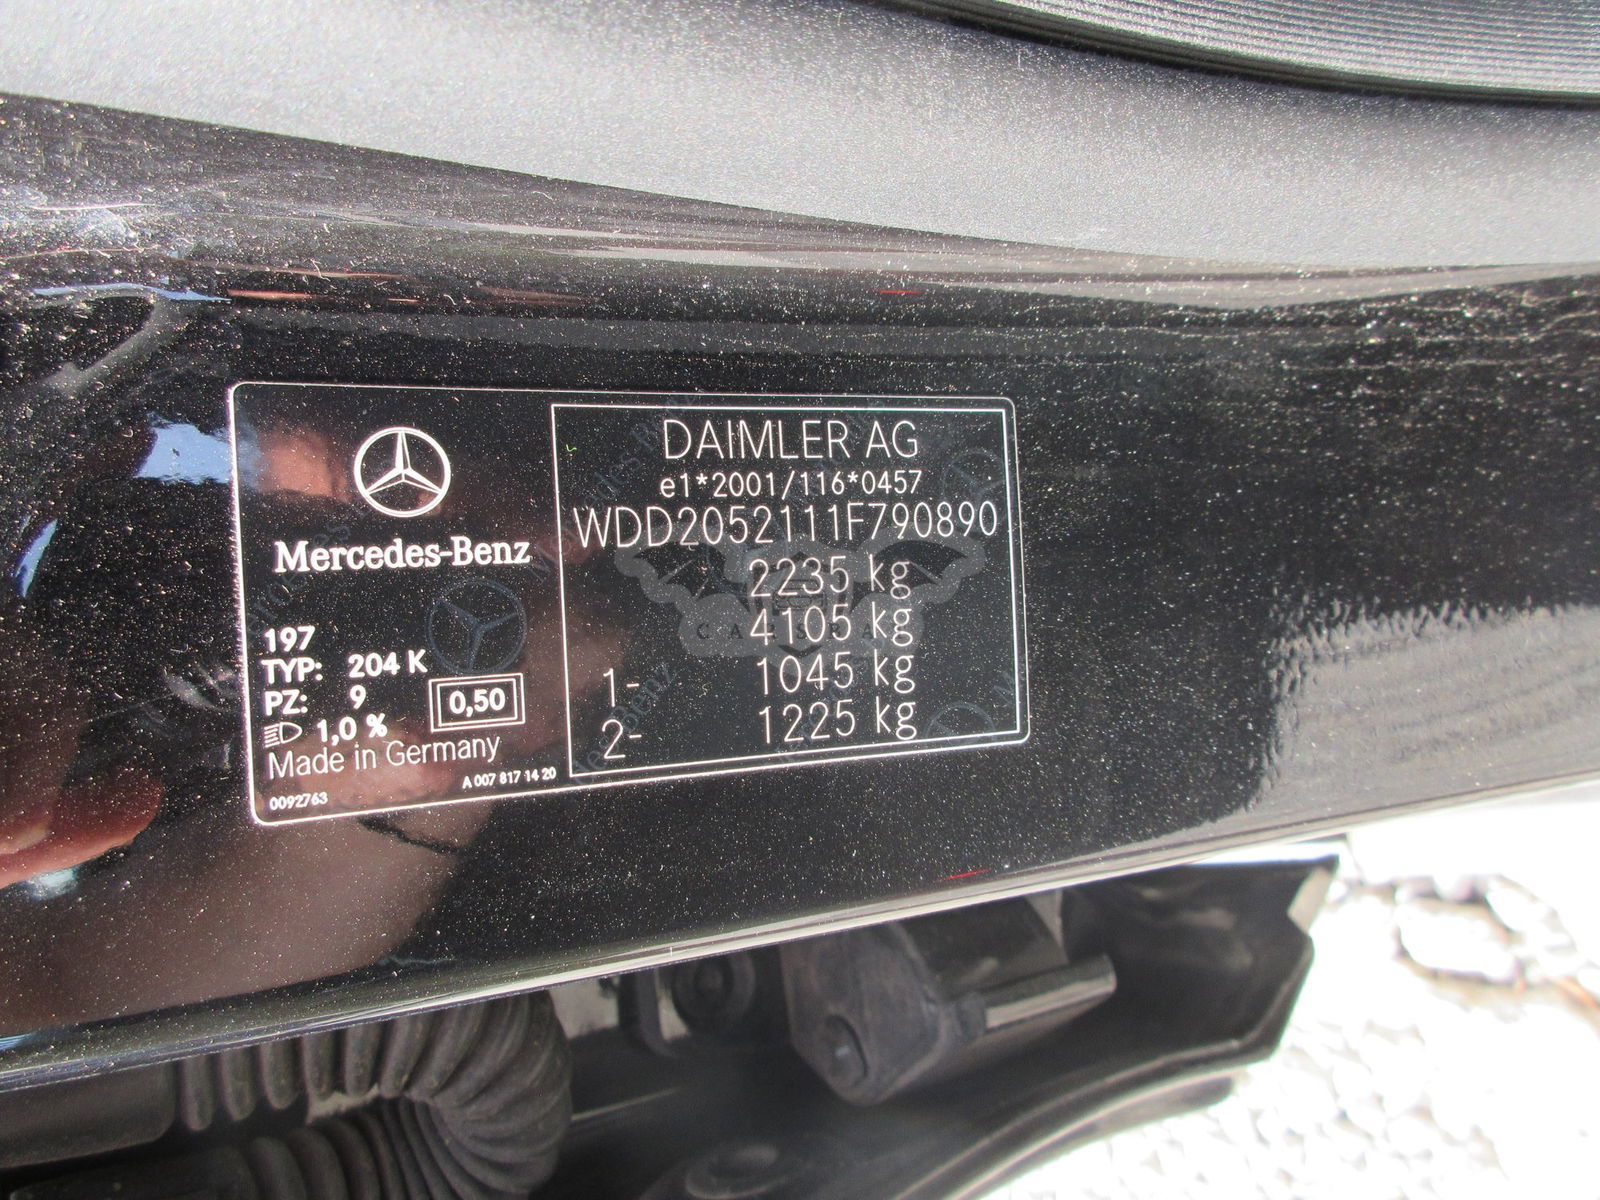 Mercedes-Benz
197
TYP: 204 K
PZ: 9
1,0 %
0,50
Made in Germany
A 007 817 14 20
0092763
DAIMLER AG
e1*2001/116*0457
WDD2052111F790890
2235 kg
4105 kg
1- 1045 kg
2- 1225 kg